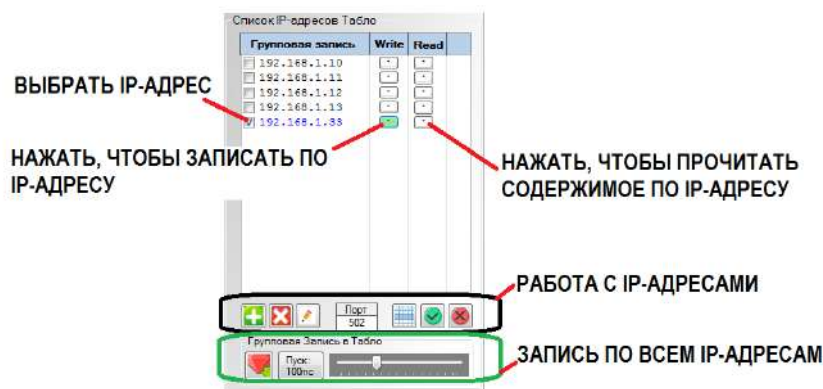 Список IP-адресов Табло
Групповая запись Write Read
192.168.1.10
192.168.1.11
192.168.1.12
192.168.1.13
192.168.1.33
ВЫБРАТЬ IP-АДРЕС
НАЖАТЬ, ЧТОБЫ ЗАПИСАТЬ ПО
IP-АДРЕСУ
НАЖАТЬ, ЧТОБЫ ПРОЧИТАТЬ
СОДЕРЖИМОЕ ПО IP-АДРЕСУ
РАБОТА С IP-АДРЕСАМИ
Порт
502
Групповая Запись в Табло
Пуск:
100mc
ЗАПИСЬ ПО ВСЕМ IP-АДРЕСАМ